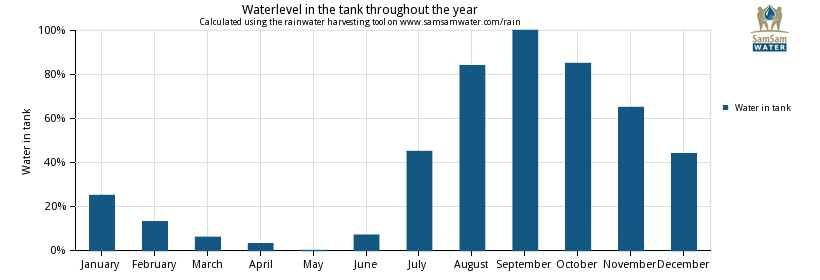 Waterlevel in the tank throughout the year
Calculated using the rainwater harvesting tool on www.samsamwater.com/rain
SamSam
WATER
100%
80%
60%
40%
20%
0%
Water in tank
Water in tank
January February March April May June July August September October November December